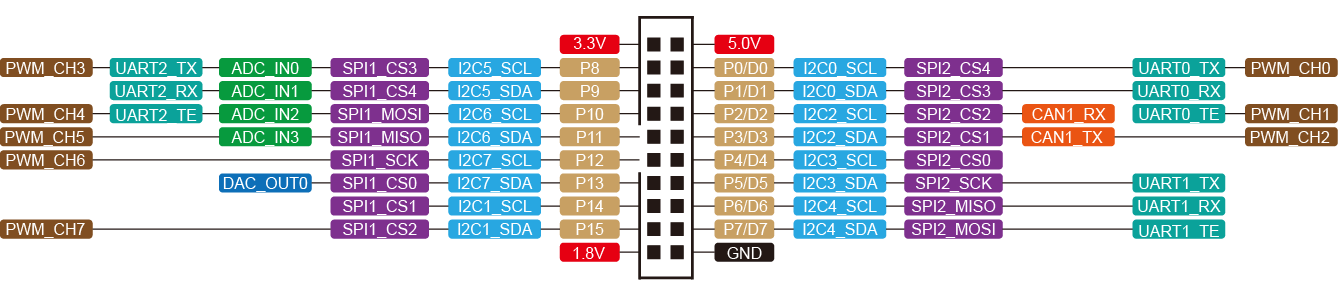 3.3V 5.0V
PWM_CH3 UART2_TX ADC_IN0 SPI1_CS3 I2C5_SCL P8 P0/D0 I2C0_SCL SPI2_CS4 UART0_TX PWM_CH0
UART2_RX ADC_IN1 SPI1_CS4 I2C5_SDA P9 P1/D1 I2C0_SDA SPI2_CS3 UART0_RX
PWM_CH4 UART2_TE ADC_IN2 SPI1_MOSI I2C6_SCL P10 P2/D2 I2C2_SCL SPI2_CS2 CAN1_RX UART0_TE PWM_CH1
PWM_CH5 ADC_IN3 SPI1_MISO I2C6_SDA P11 P3/D3 I2C2_SDA SPI2_CS1 CAN1_TX PWM_CH2
PWM_CH6 SPI1_SCK I2C7_SCL P12 P4/D4 I2C3_SCL SPI2_CS0
DAC_OUT0 SPI1_CS0 I2C7_SDA P13 P5/D5 I2C3_SDA SPI2_SCK UART1_TX
SPI1_CS1 I2C1_SCL P14 P6/D6 I2C4_SCL SPI2_MISO UART1_RX
PWM_CH7 SPI1_CS2 I2C1_SDA P15 P7/D7 I2C4_SDA SPI2_MOSI UART1_TE
1.8V GND